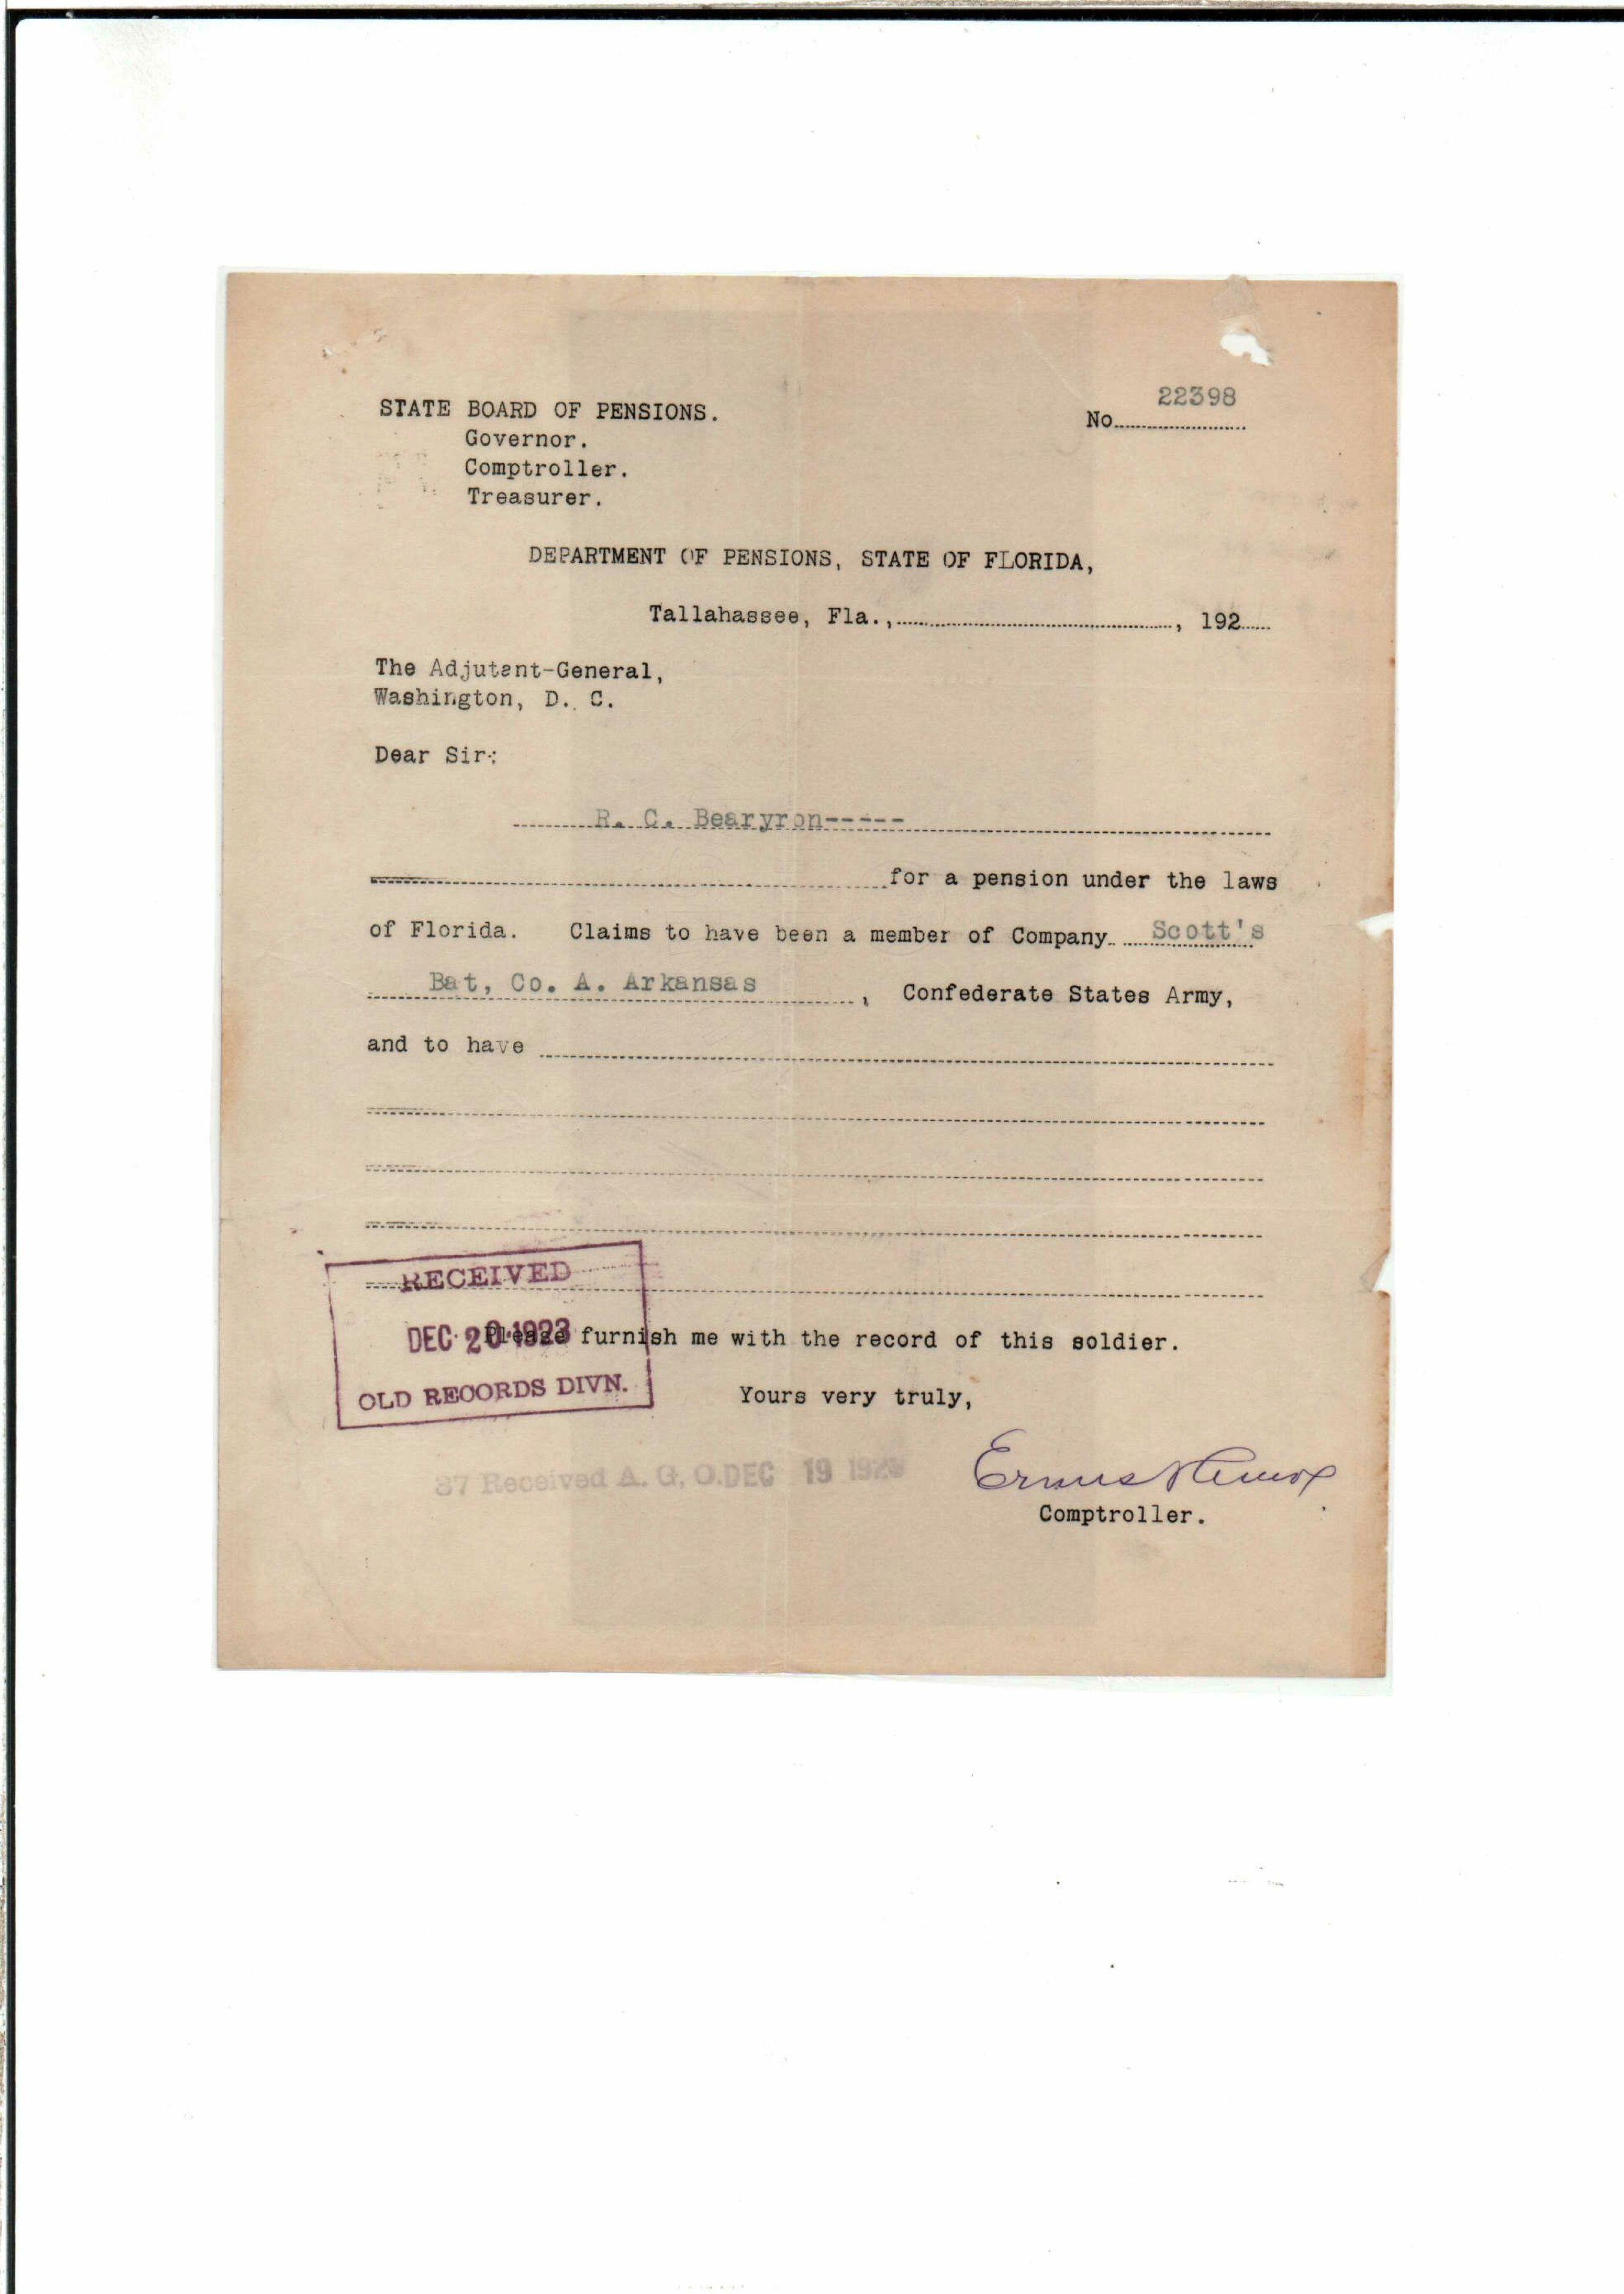 22398
STATE BOARD OF PENSIONS. No
Governor.
Comptroller.
Treasurer.
DEPARTMENT OF PENSIONS, STATE OF FLORIDA,
Tallahassee, Fla., , 192
The Adjutant-General,
Washington, D. C.
Dear Sir:
R. C. Bearyron-----
for a pension under the laws
of Florida. Claims to have been a member of Company Scott's
Bat, Co. A. Arkansas , Confederate States Army,
and to have
RECEIVED
DEC 20 1923
Please furnish me with the record of this soldier.
OLD RECORDS DIVN.
Yours very truly,
37 Received A. G. O. DEC 19 1923
Ernest Amos
Comptroller.